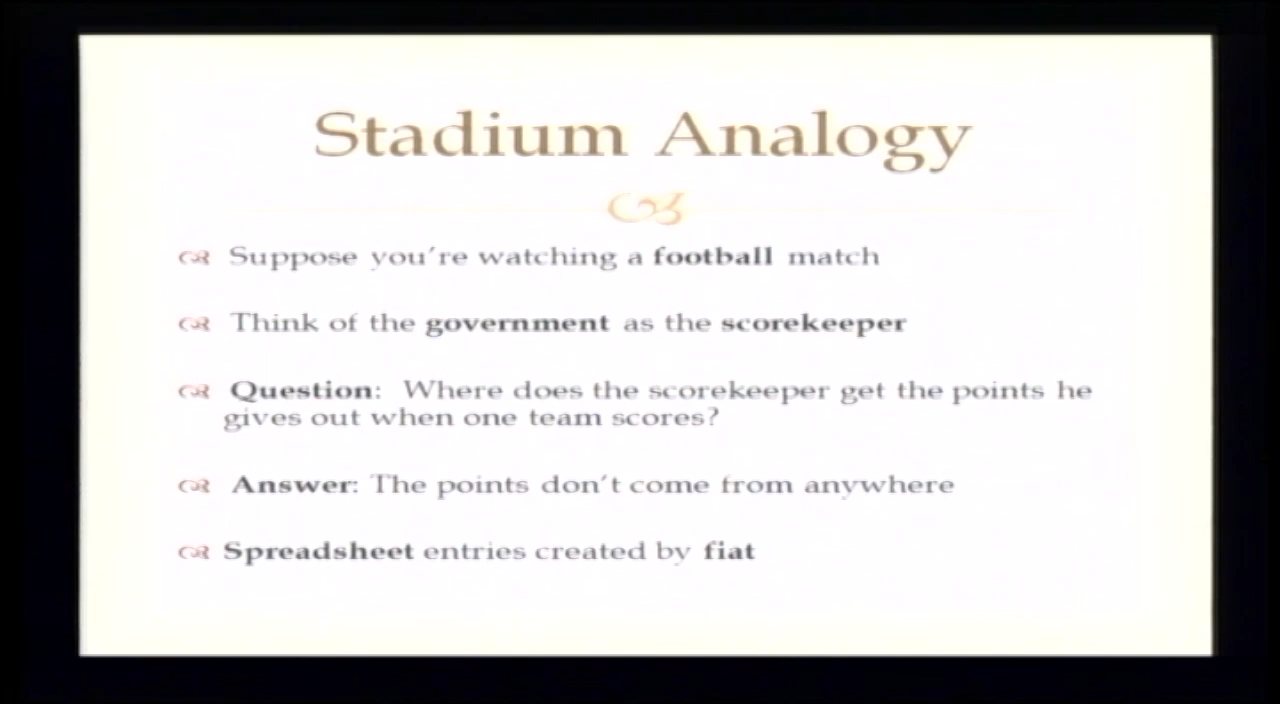 Stadium Analogy
Suppose you're watching a football match
Think of the government as the scorekeeper
Question: Where does the scorekeeper get the points he
gives out when one team scores?
Answer: The points don't come from anywhere
Spreadsheet entries created by fiat